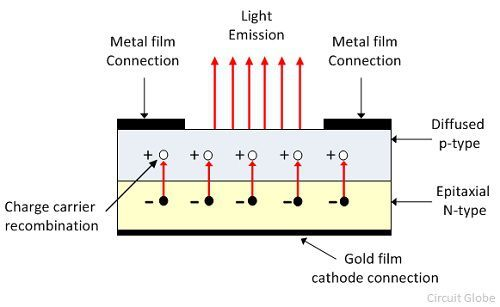 Light
Emission
Metal film
Connection
Metal film
Connection
Diffused
p-type
+ + + + +
Epitaxial
N-type
- - - - -
Charge carrier
recombination
Gold film
cathode connection
Circuit Globe